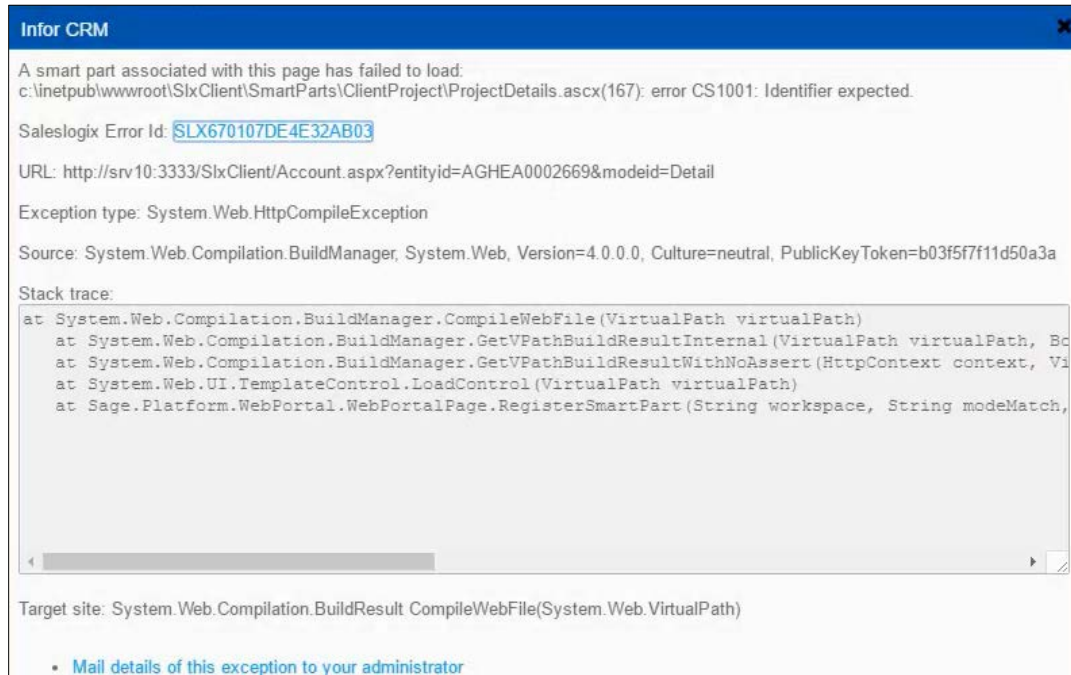 Infor CRM
A smart part associated with this page has failed to load:
c:\inetpub\wwwroot\SlxClient\SmartParts\ClientProject\ProjectDetails.ascx(167): error CS1001: Identifier expected.
Saleslogix Error Id: SLX670107DE4E32AB03
URL: http://srv10:3333/SlxClient/Account.aspx?entityid=AGHEA0002669&modeid=Detail
Exception type: System.Web.HttpCompileException
Source: System.Web.Compilation.BuildManager, System.Web, Version=4.0.0.0, Culture=neutral, PublicKeyToken=b03f5f7f11d50a3a
Stack trace:
at System.Web.Compilation.BuildManager.CompileWebFile(VirtualPath virtualPath)
at System.Web.Compilation.BuildManager.GetVPathBuildResultInternal(VirtualPath virtualPath, Bo
at System.Web.Compilation.BuildManager.GetVPathBuildResultWithNoAssert(HttpContext context, Vi
at System.Web.UI.TemplateControl.LoadControl(VirtualPath virtualPath)
at Sage.Platform.WebPortal.WebPortalPage.RegisterSmartPart(String workspace, String modeMatch,
Target site: System.Web.Compilation.BuildResult CompileWebFile(System.Web.VirtualPath)
• Mail details of this exception to your administrator